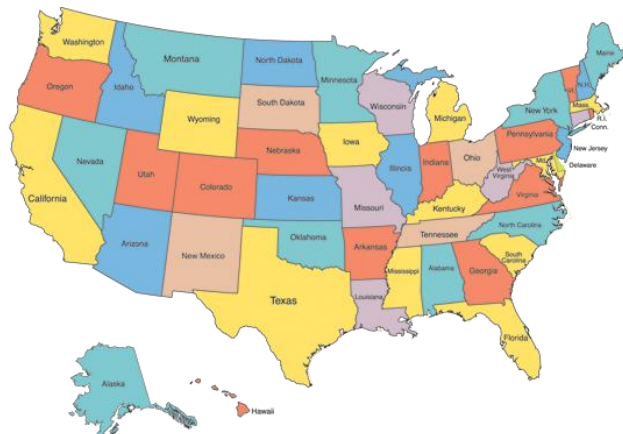 Washington
Maine
Montana
North Dakota
Minnesota
Oregon
Idaho
Vt.
N.H.
Wisconsin
South Dakota
New York
Mass.
Wyoming
Michigan
R.I.
Conn.
Iowa
Pennsylvania
Nebraska
New Jersey
Nevada
Ohio
Illinois
Indiana
Md.
Delaware
Utah
Colorado
West
Virginia
California
Kansas
Missouri
Virginia
Kentucky
North Carolina
Tennessee
Arizona
Oklahoma
Arkansas
New Mexico
South
Carolina
Mississippi
Alabama
Georgia
Texas
Louisiana
Florida
Alaska
Hawaii